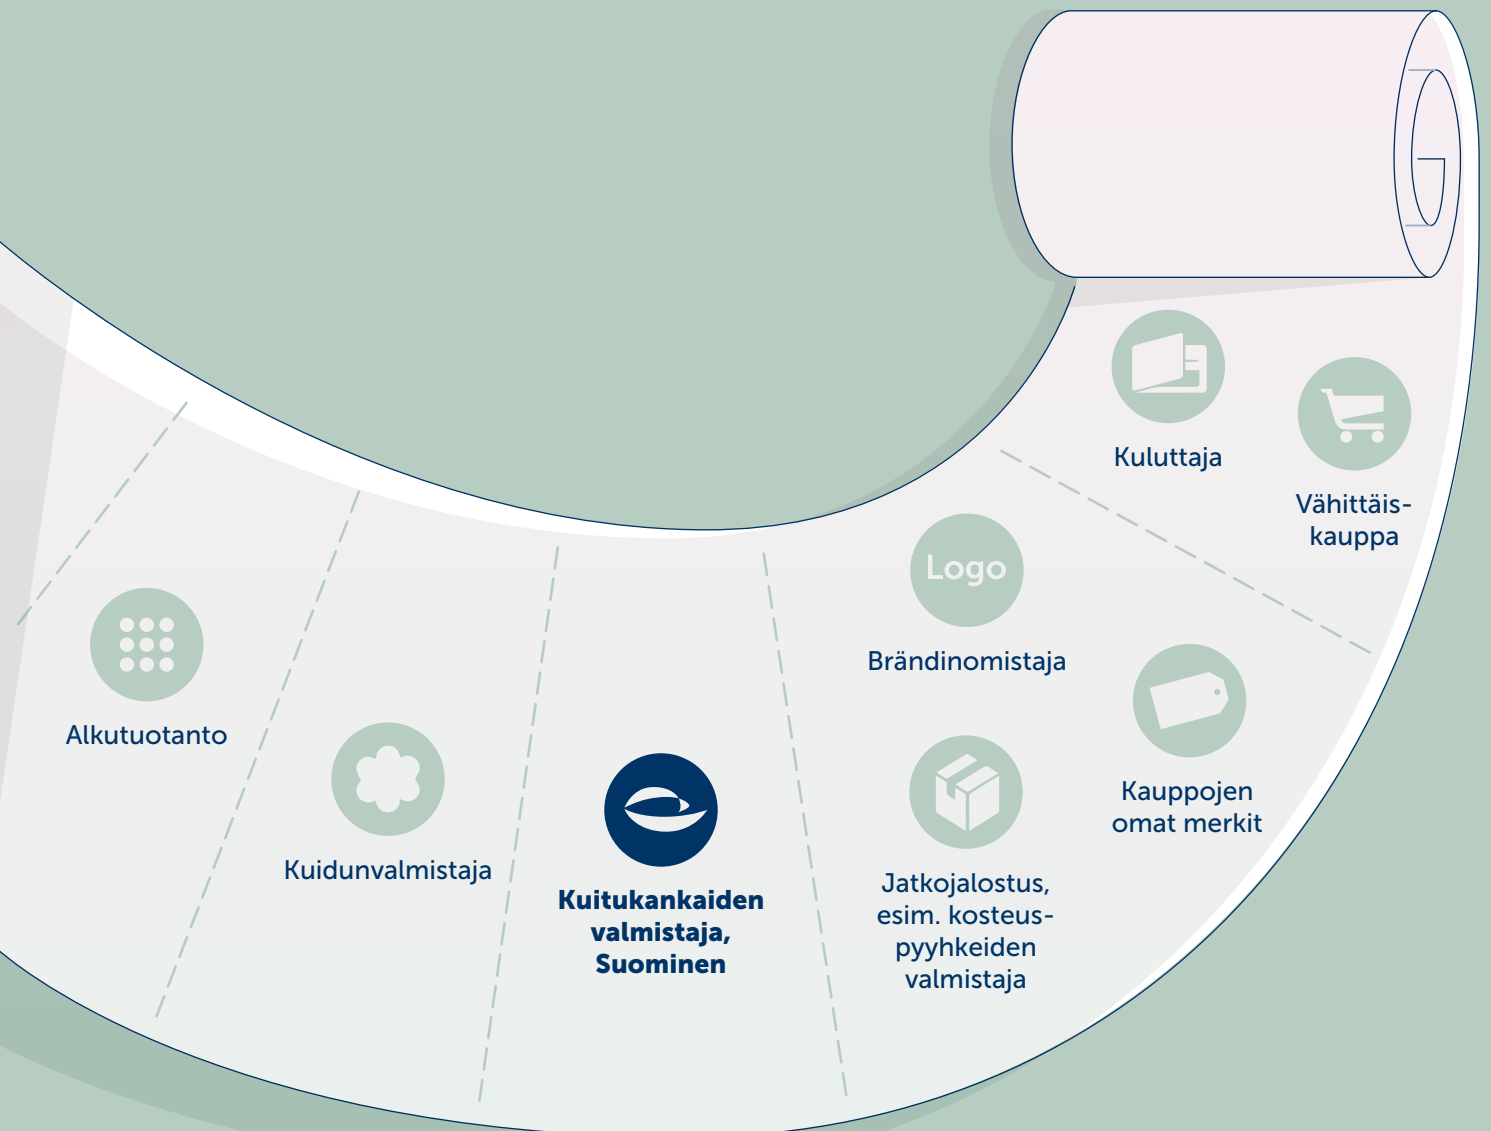 Alkutuotanto
Kuidunvalmistaja
Kuitukankaiden
valmistaja,
Suominen
Jatkojalostus,
esim. kosteus-
pyyhkeiden
valmistaja
Logo
Brändinomistaja
Kauppojen
omat merkit
Kuluttaja
Vähittäis-
kauppa